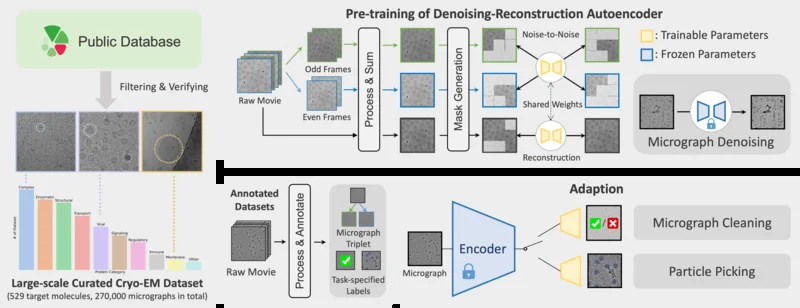 Public Database
Filtering & Verifying
# of Dataset
Complex
Enzymatic
Structural
Transport
Viral
Signaling
Regulatory
Immune
Membrane
Other
Protein Category
Large-scale Curated Cryo-EM Dataset
(529 target molecules, 270,000 micrographs in total)
Pre-training of Denoising-Reconstruction Autoencoder
Raw Movie
Odd Frames
Even Frames
Process & Sum
Mask Generation
Noise-to-Noise
Shared Weights
Reconstruction
: Trainable Parameters
: Frozen Parameters
Micrograph Denoising
Annotated
Datasets
Raw Movie
Process & Annotate
Micrograph
Triplet
Task-specified
Labels
Adaption
Micrograph
Encoder
/
Micrograph Cleaning
Particle Picking